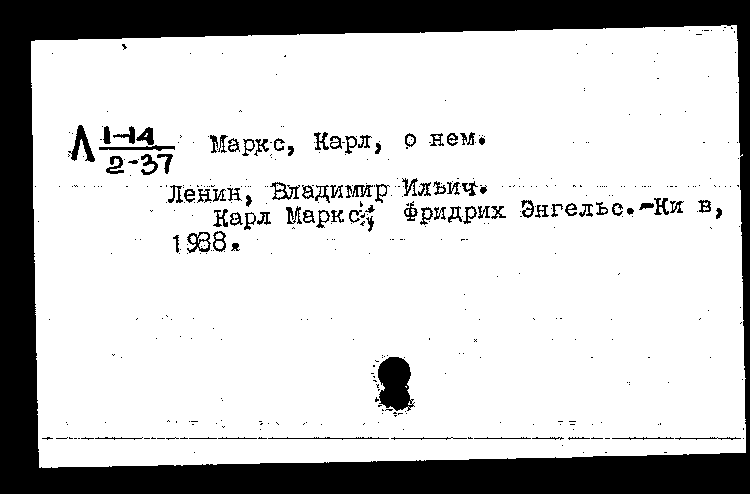 Л 1-14 Маркс, Карл, о нем.
2-37
Ленин, Владимир Ильич.
Карл Маркс, Фридрих Энгельс.-Ки в,
1938.